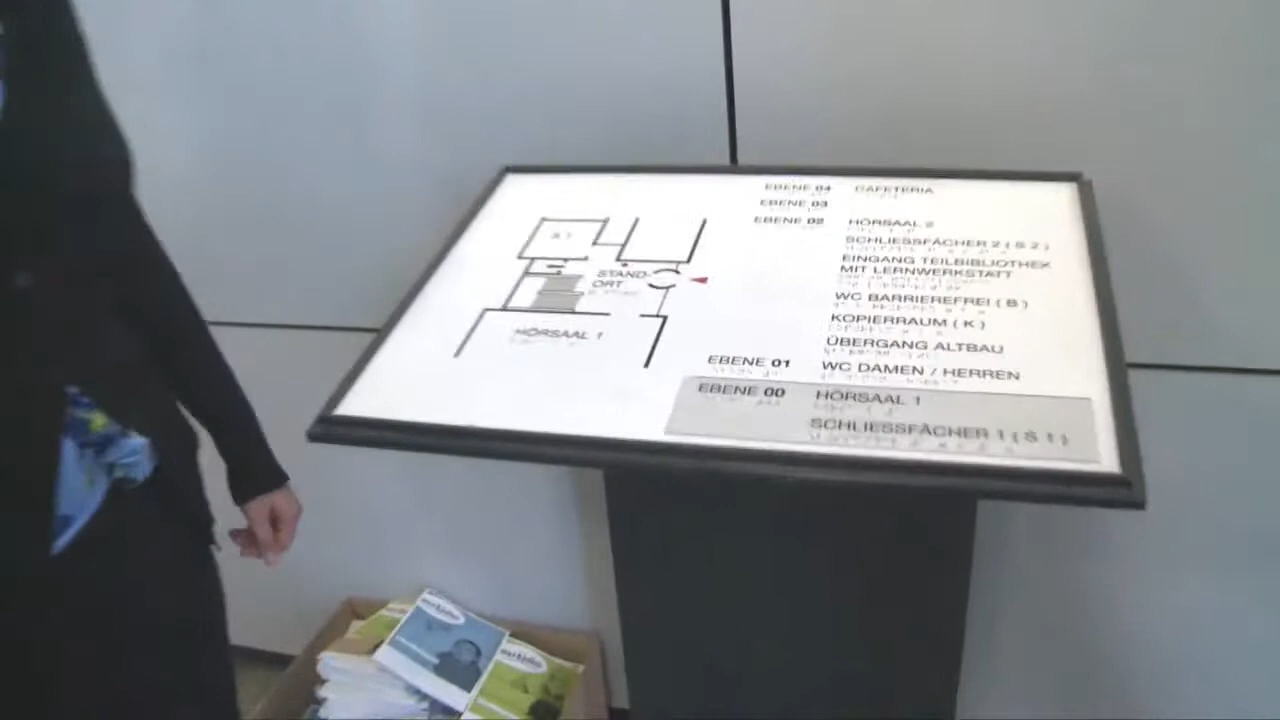 EBENE 04 CAFETERIA
EBENE 03
EBENE 02 HÖRSAAL 2
SCHLIESSFÄCHER 2 ( S 2 )
EINGANG TEILBIBLIOTHEK
MIT LERNWERKSTATT
WC BARRIEREFREI ( B )
KOPIERRAUM ( K )
ÜBERGANG ALTBAU
EBENE 01 WC DAMEN / HERREN
EBENE 00 HÖRSAAL 1
SCHLIESSFÄCHER 1 ( S 1 )
S 1
STAND-
ORT
HÖRSAAL 1